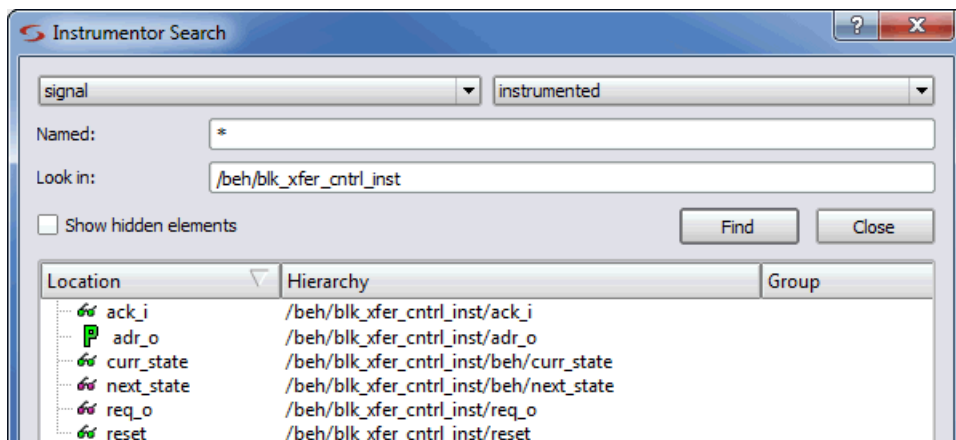 Instrumentor Search
signal instrumented
Named: *
Look in: /beh/blk_xfer_cntrl_inst
Show hidden elements Find Close
Location Hierarchy Group
ack_i /beh/blk_xfer_cntrl_inst/ack_i
P adr_o /beh/blk_xfer_cntrl_inst/adr_o
curr_state /beh/blk_xfer_cntrl_inst/beh/curr_state
next_state /beh/blk_xfer_cntrl_inst/beh/next_state
req_o /beh/blk_xfer_cntrl_inst/req_o
reset /beh/blk_xfer_cntrl_inst/reset